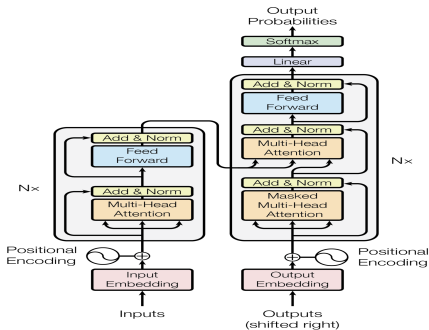 Output
Probabilities
Softmax
Linear
Add & Norm
Feed
Forward
Add & Norm
Multi-Head
Attention
Nx
Add & Norm
Masked
Multi-Head
Attention
Positional
Encoding
Output
Embedding
Outputs
(shifted right)
Add & Norm
Feed
Forward
Nx
Add & Norm
Multi-Head
Attention
Positional
Encoding
Input
Embedding
Inputs